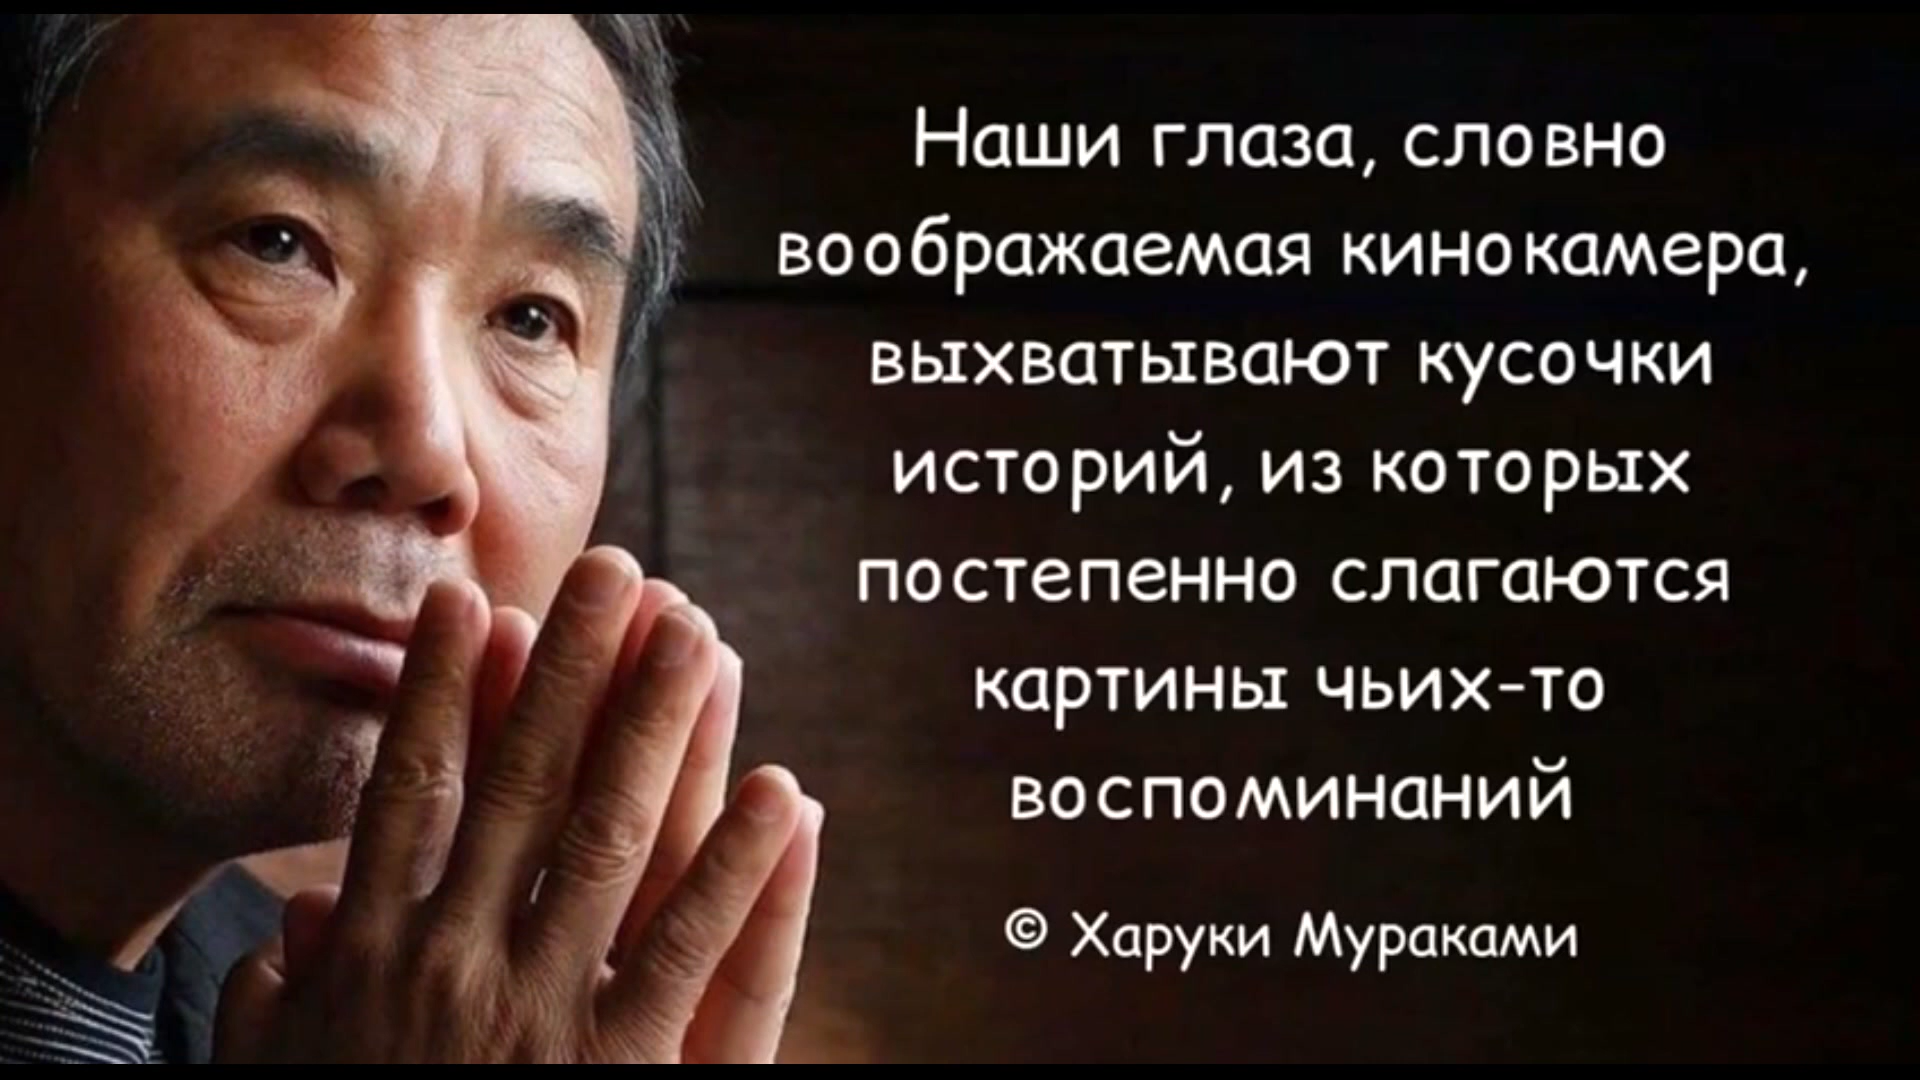 Наши глаза, словно
воображаемая кинокамера,
выхватывают кусочки
историй, из которых
постепенно слагаются
картины чьих-то
воспоминаний
© Харуки Мураками